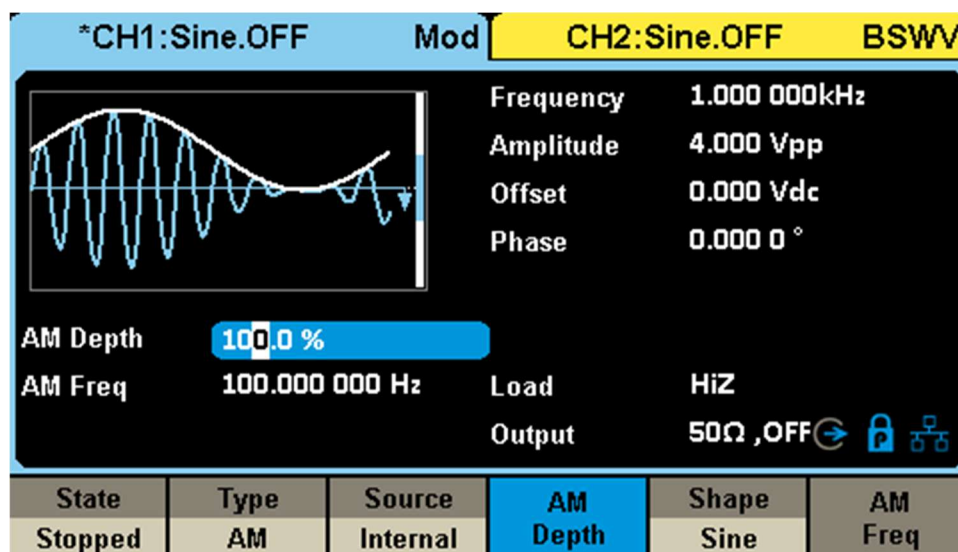 *CH1:Sine.OFF Mod CH2:Sine.OFF BSWV
Frequency 1.000 000kHz
Amplitude 4.000 Vpp
Offset 0.000 Vdc
Phase 0.000 0 °
AM Depth 100.0 %
AM Freq 100.000 000 Hz
Load HiZ
Output 50Ω ,OFF P
State Type Source AM Shape AM
Stopped AM Internal Depth Sine Freq